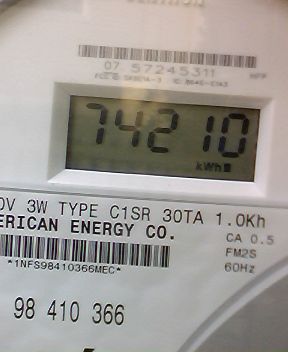 07 57245311
74210
kWh
0V 3W TYPE C1SR 30TA 1.0Kh
ERICAN ENERGY CO.
CA 0.5
FM2S
*1NFS98410366MEC*
60Hz
98 410 366